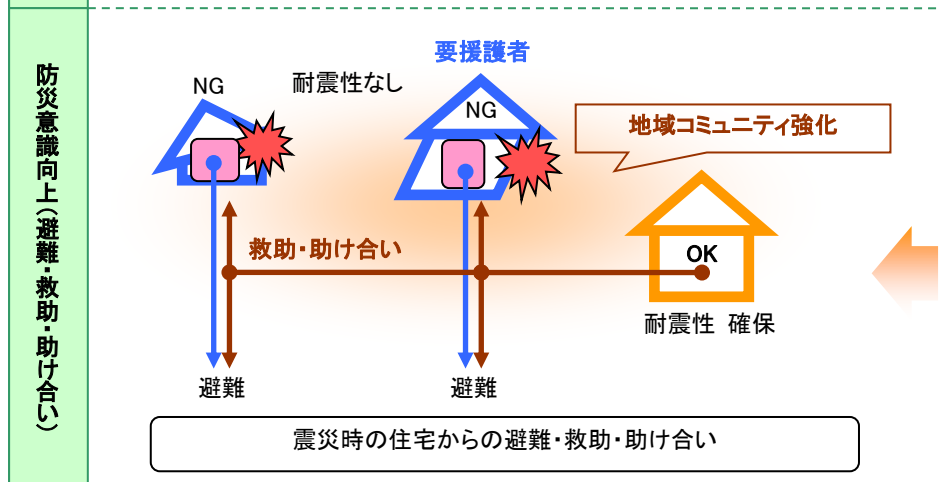 防災意識向上(避難・救助・助け合い)
要援護者
NG
耐震性なし
NG
地域コミュニティ強化
救助・助け合い
OK
耐震性 確保
避難
避難
震災時の住宅からの避難・救助・助け合い